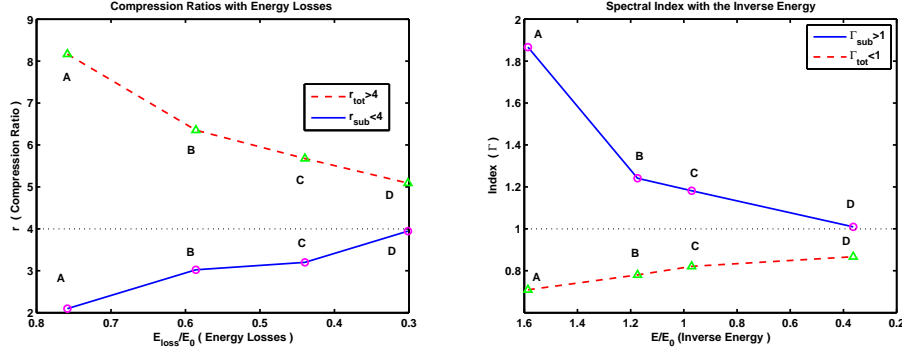 Compression Ratios with Energy Losses
r ( Compression Ratio )
9
8
7
6
5
4
3
2
A
B
C
D
A
B
C
D
r_tot>4
r_sub<4
0.8 0.7 0.6 0.5 0.4 0.3
E_loss/E_0 ( Energy Losses )
Spectral Index with the Inverse Energy
Index ( Γ )
2
1.8
1.6
1.4
1.2
1
0.8
0.6
A
B
C
D
A
B
C
D
Γ_sub>1
Γ_tot<1
1.6 1.4 1.2 1 0.8 0.6 0.4 0.2
E/E_0 (Inverse Energy )